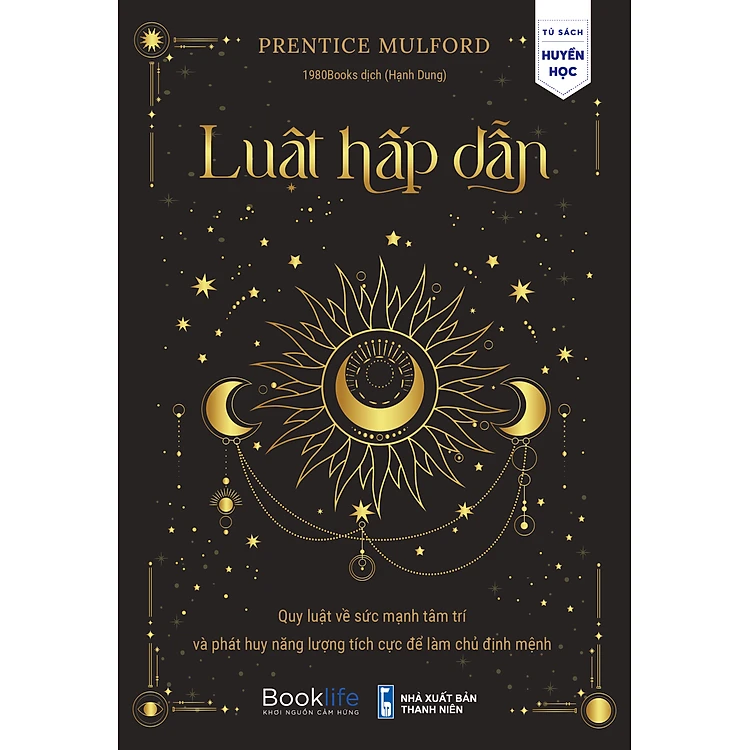 PRENTICE MULFORD
TỦ SÁCH
HUYỀN
HỌC
1980Books dịch (Hạnh Dung)
Luật hấp dẫn
Quy luật về sức mạnh tâm trí
và phát huy năng lượng tích cực để làm chủ định mệnh
Booklife
KHƠI NGUỒN CẢM HỨNG
NHÀ XUẤT BẢN
THANH NIÊN